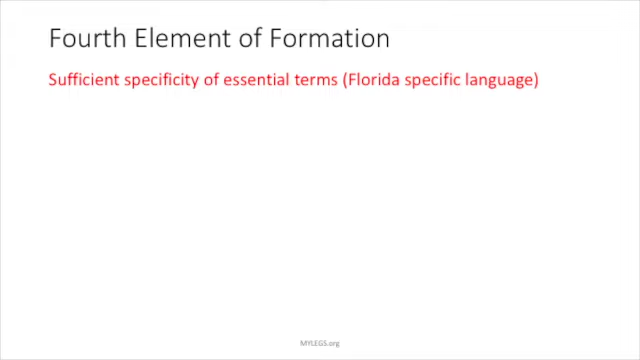 Fourth Element of Formation
Sufficient specificity of essential terms (Florida specific language)
MYLEGS.org